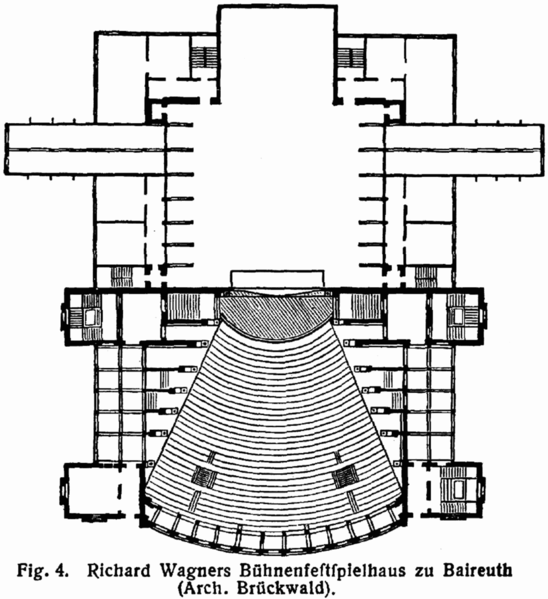 Fig. 4. Richard Wagners Bühnenfeſtſpielhaus zu Baireuth
(Arch. Brückwald).